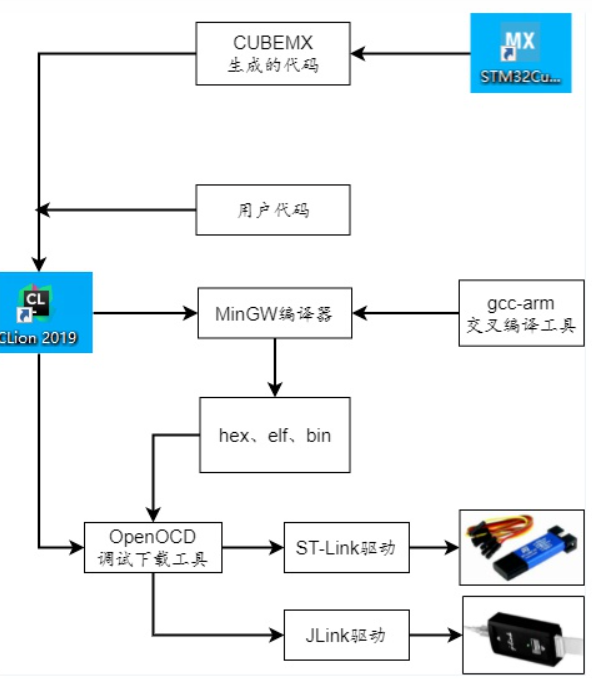 CUBEMX
生成的代码
MX
STM32Cu...
用户代码
CL
CLion 2019
MinGW编译器
gcc-arm
交叉编译工具
hex、elf、bin
OpenOCD
调试下载工具
ST-Link驱动
JLink驱动